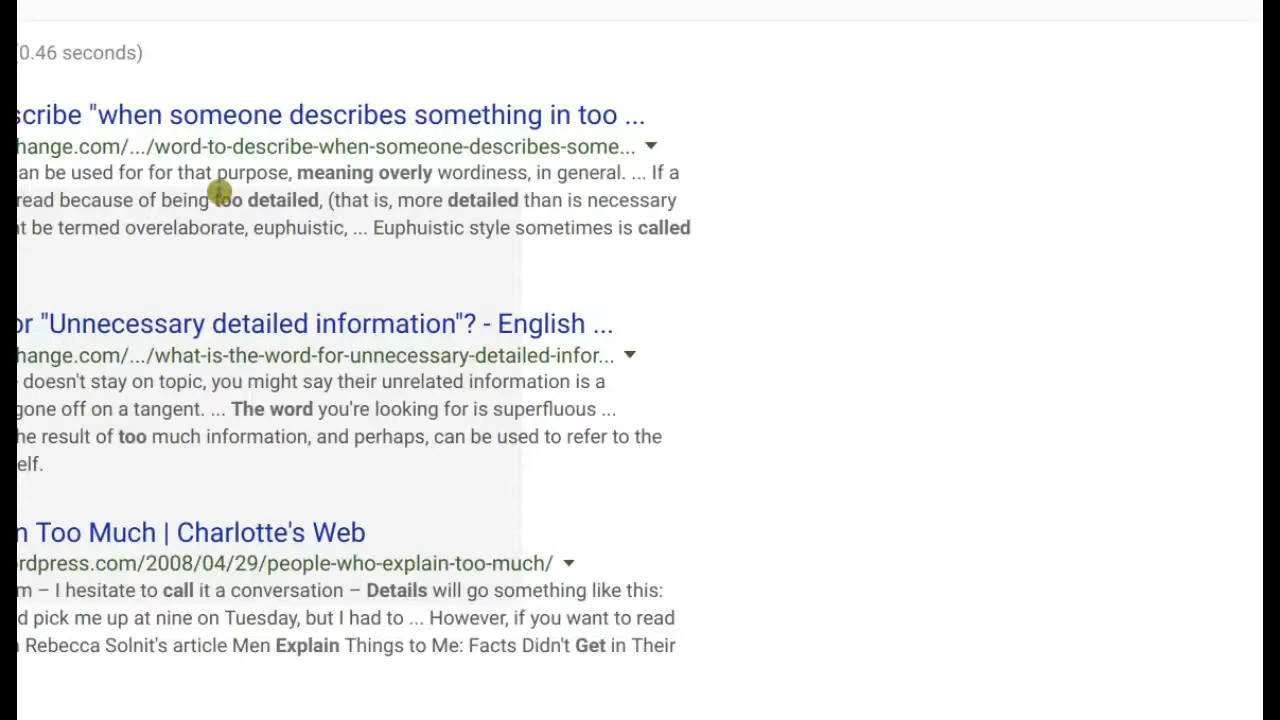 (0.46 seconds)
scribe "when someone describes something in too ...
hange.com/.../word-to-describe-when-someone-describes-some...
an be used for for that purpose, meaning overly wordiness, in general. ... If a
read because of being too detailed, (that is, more detailed than is necessary
t be termed overelaborate, euphuistic, ... Euphuistic style sometimes is called
or "Unnecessary detailed information"? - English ...
hange.com/.../what-is-the-word-for-unnecessary-detailed-infor...
doesn't stay on topic, you might say their unrelated information is a
gone off on a tangent. ... The word you're looking for is superfluous ...
he result of too much information, and perhaps, can be used to refer to the
elf.
n Too Much | Charlotte's Web
rdpress.com/2008/04/29/people-who-explain-too-much/
m – I hesitate to call it a conversation – Details will go something like this:
d pick me up at nine on Tuesday, but I had to ... However, if you want to read
Rebecca Solnit's article Men Explain Things to Me: Facts Didn't Get in Their